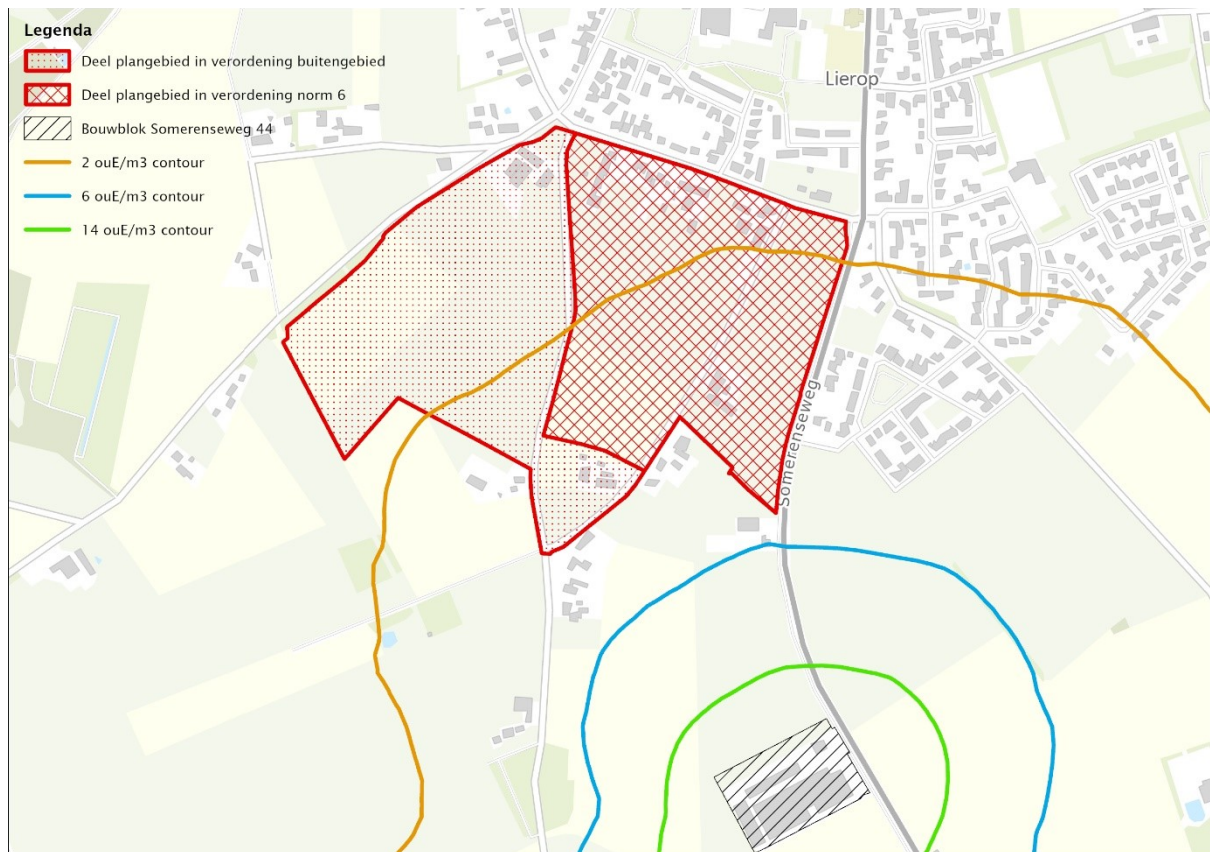 Legenda
Deel plangebied in verordening buitengebied
Deel plangebied in verordening norm 6
Bouwblok Somerenseweg 44
2 ouE/m3 contour
6 ouE/m3 contour
14 ouE/m3 contour
Lierop
Somerenseweg